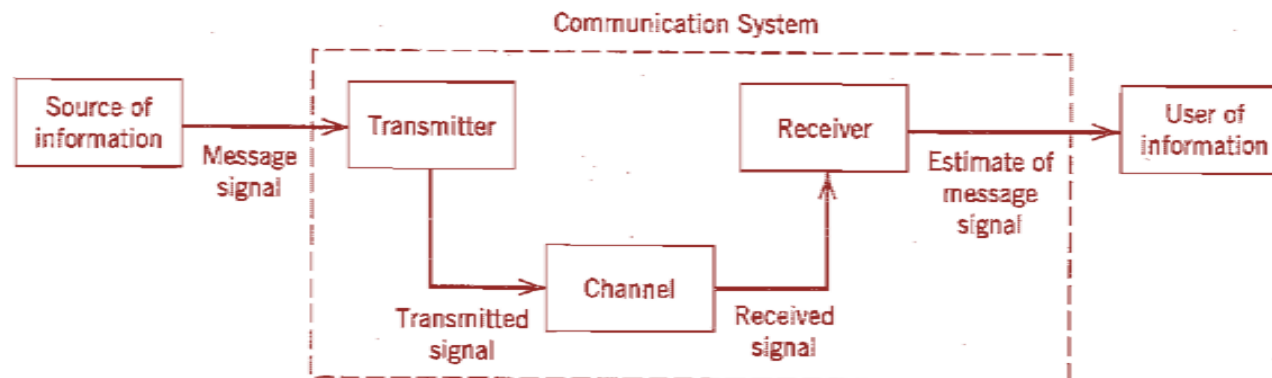 Communication System
Source of
information
Message
signal
Transmitter
Transmitted
signal
Channel
Received
signal
Receiver
Estimate of
message
signal
User of
information